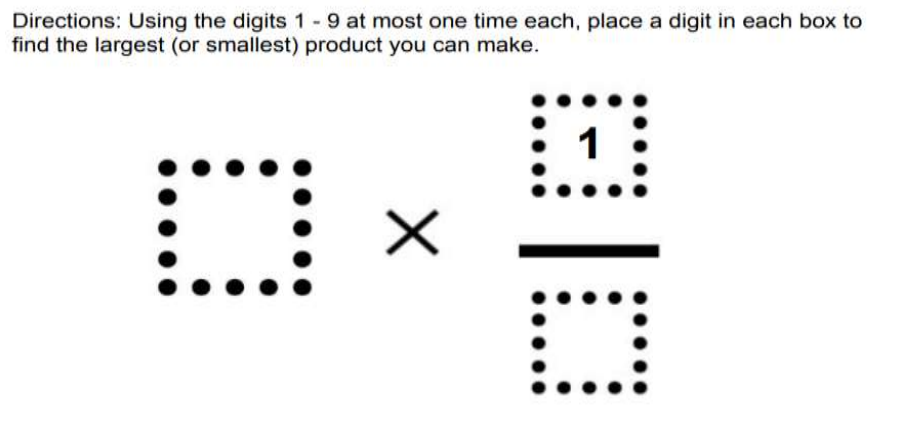 Directions: Using the digits 1 - 9 at most one time each, place a digit in each box to
find the largest (or smallest) product you can make.
1
×